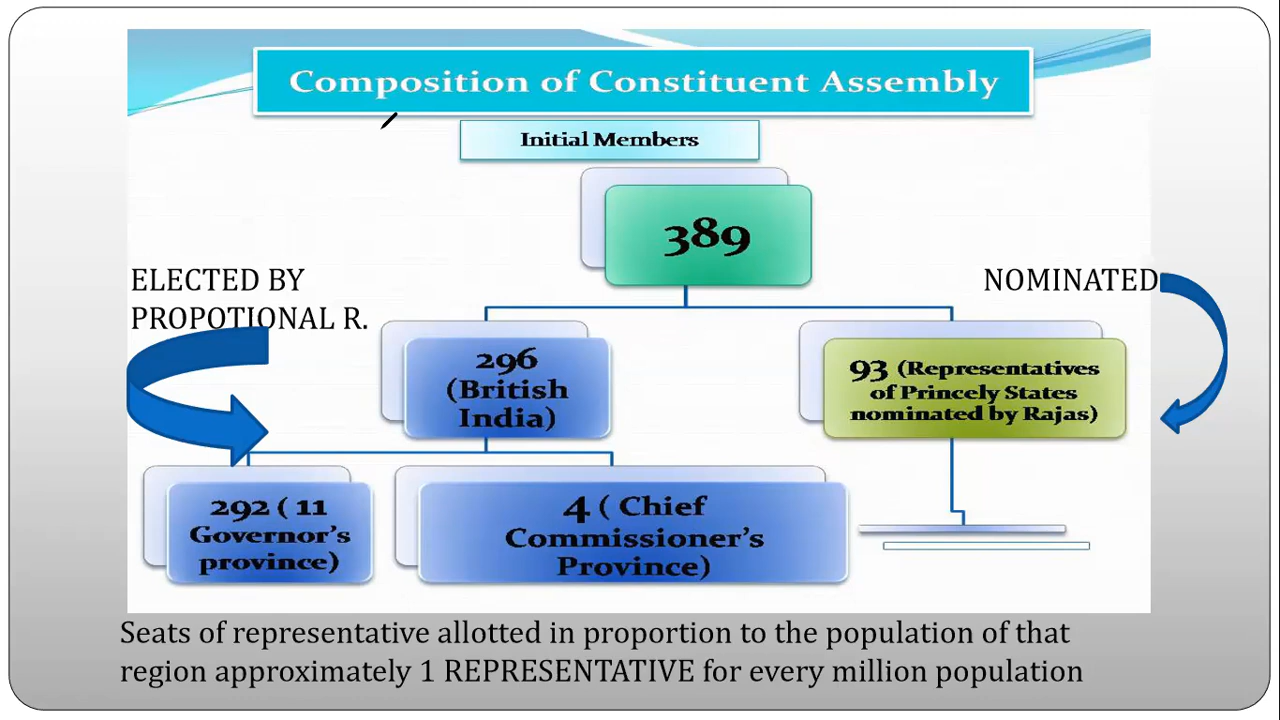 Composition of Constituent Assembly
Initial Members
389
ELECTED BY
PROPOTIONAL R.
NOMINATED
296
(British
India)
93 (Representatives
of Princely States
nominated by Rajas)
292 ( 11
Governor's
province)
4 ( Chief
Commissioner's
Province)
Seats of representative allotted in proportion to the population of that
region approximately 1 REPRESENTATIVE for every million population